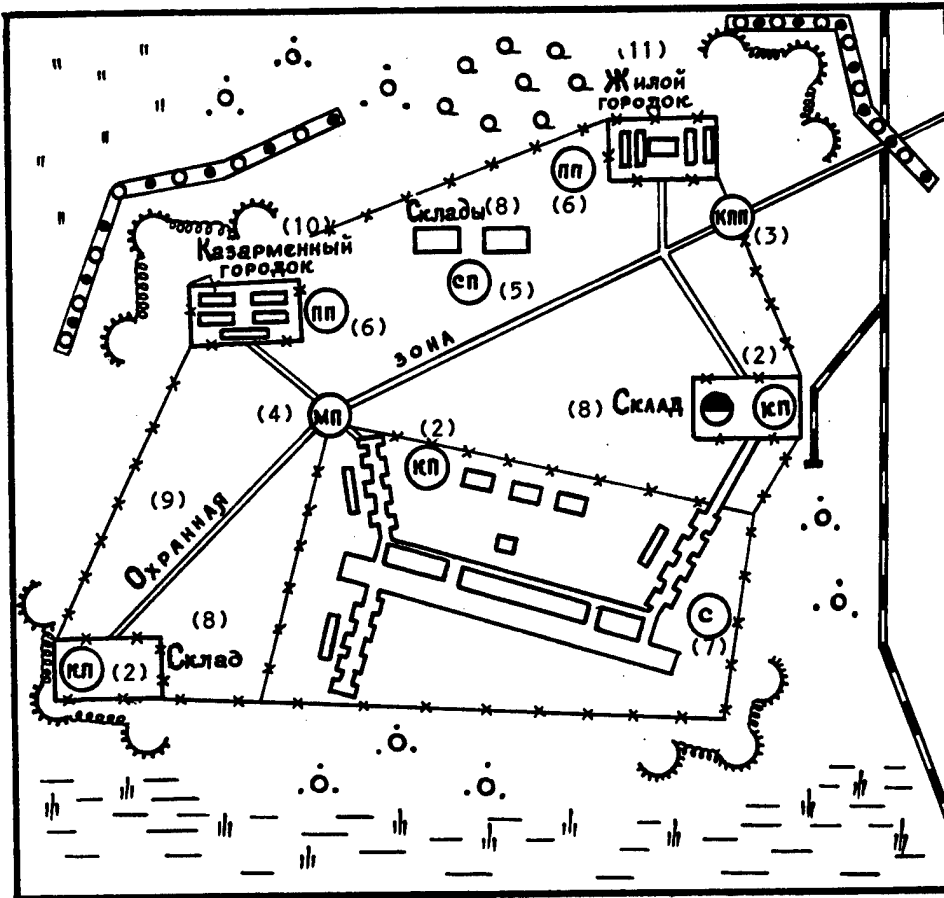 (11)
Жилой
городок
ПП
(6)
КПП
(3)
Склады (8)
СП
(5)
(10)
Казарменный
городок
ПП
(6)
Охранная зона
(2)
(8) Склад
КП
(4)
МП
(2)
КП
(9)
(8)
Склад
КП
(2)
С
(7)